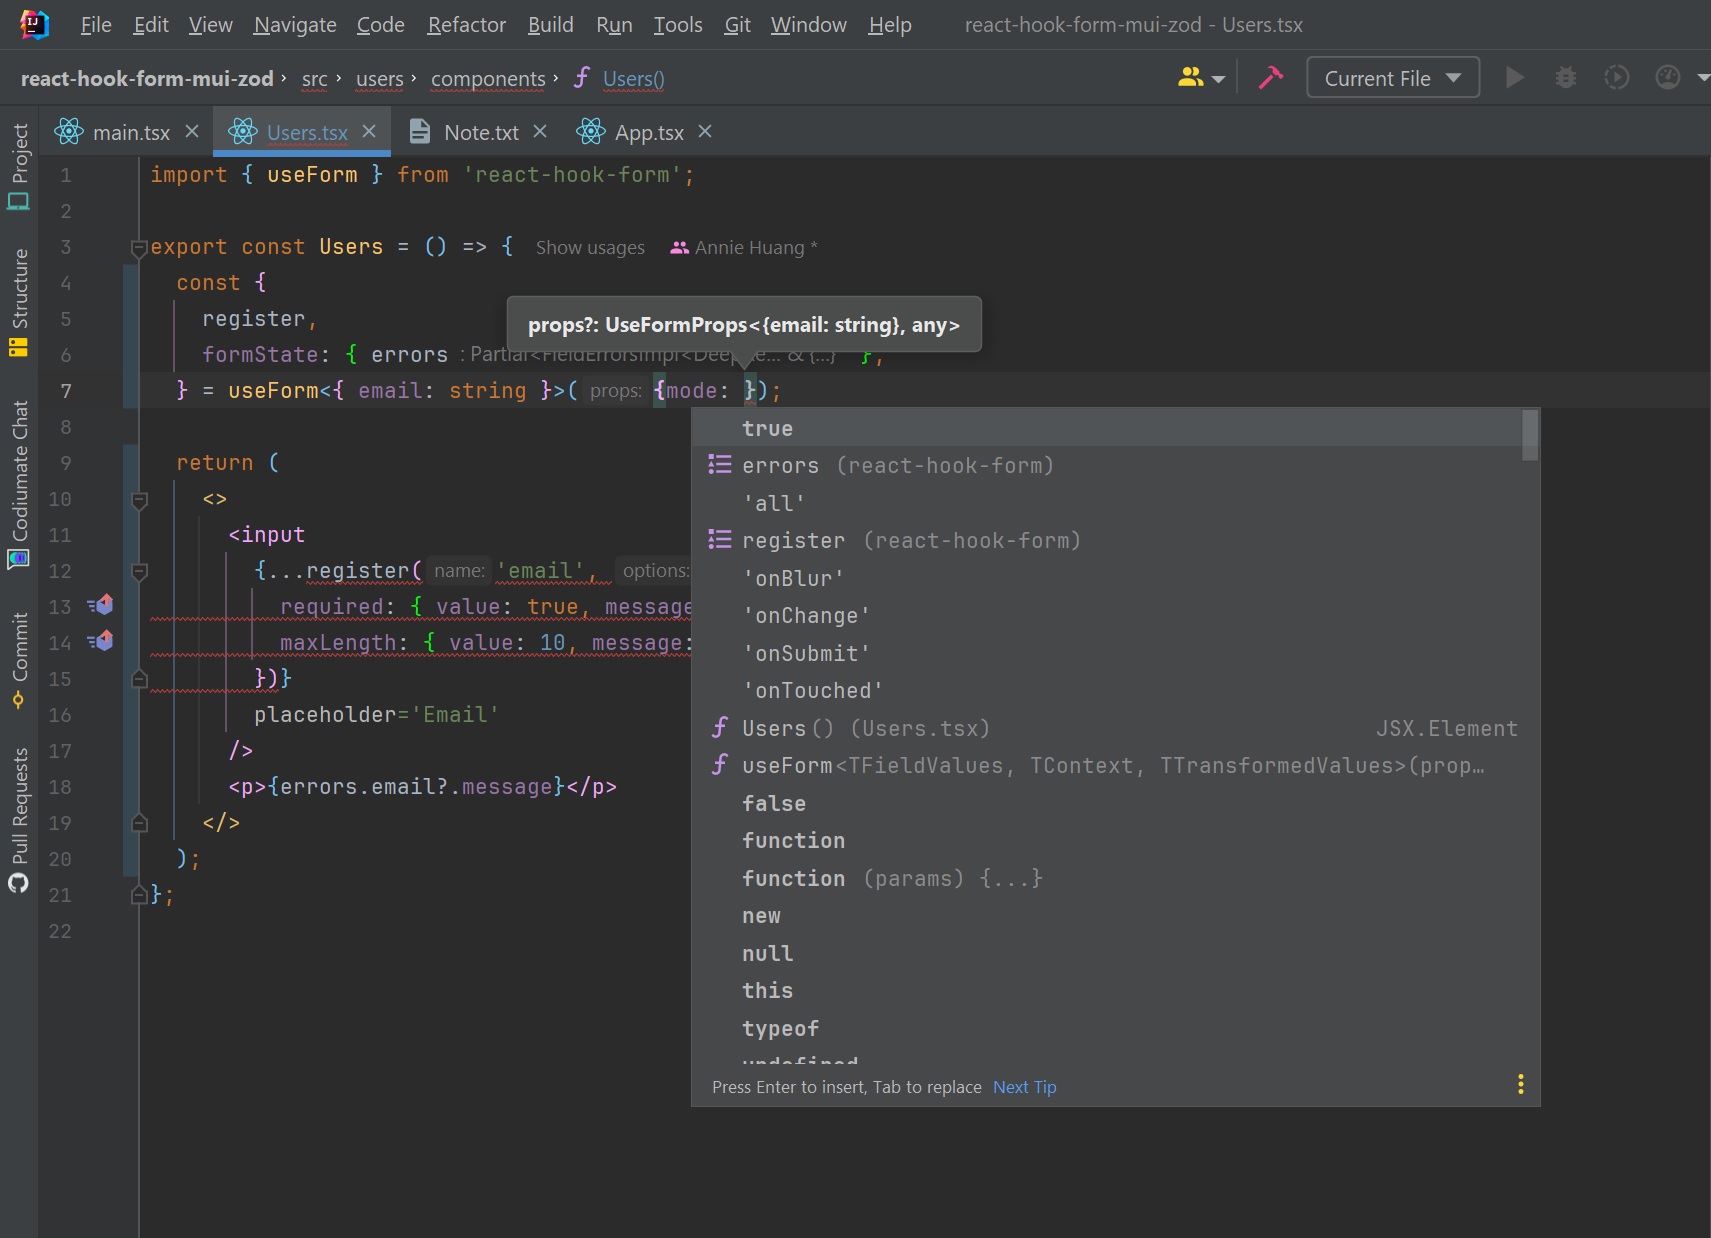 File Edit View Navigate Code Refactor Build Run Tools Git Window Help react-hook-form-mui-zod - Users.tsx
react-hook-form-mui-zod › src › users › components › Users() Current File
main.tsx Users.tsx Note.txt App.tsx
Project
Structure
Codiumate Chat
Commit
Pull Requests
1 import { useForm } from 'react-hook-form';
2
3 export const Users = () => { Show usages Annie Huang *
4 const {
props?: UseFormProps<{email: string}, any>
5 register,
6 formState: { errors : Partial<FieldErrorsImpl<Dee… & {…} },
7 } = useForm<{ email: string }>( props: {mode: });
8
9 return (
10 <>
11 <input
12 {...register( name: 'email', options:
13 required: { value: true, message
14 maxLength: { value: 10, message:
15 })}
16 placeholder='Email'
17 />
18 <p>{errors.email?.message}</p>
19 </>
20 );
21 };
22
true
errors (react-hook-form)
'all'
register (react-hook-form)
'onBlur'
'onChange'
'onSubmit'
'onTouched'
Users() (Users.tsx) JSX.Element
useForm<TFieldValues, TContext, TTransformedValues>(prop…
false
function
function (params) {...}
new
null
this
typeof
undefined
Press Enter to insert, Tab to replace Next Tip